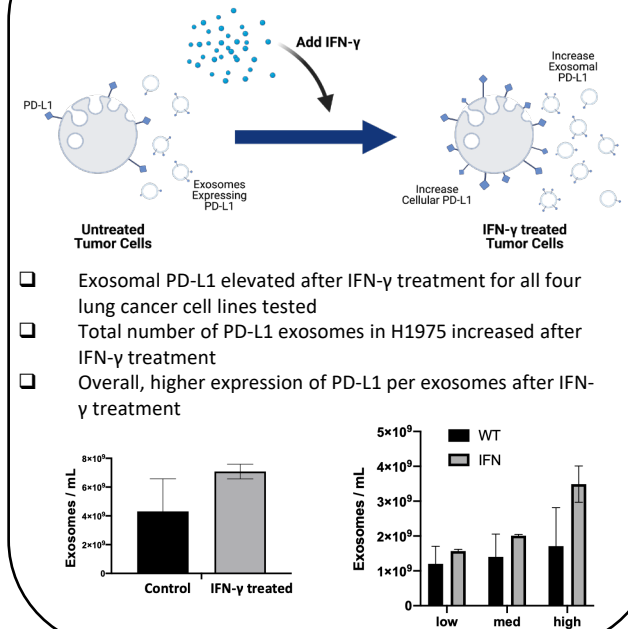 Add IFN-γ
PD-L1
Increase
Exosomal
PD-L1
Exosomes
Expressing
PD-L1
Increase
Cellular PD-L1
Untreated
Tumor Cells
IFN-γ treated
Tumor Cells
❑ Exosomal PD-L1 elevated after IFN-γ treatment for all four
lung cancer cell lines tested
❑ Total number of PD-L1 exosomes in H1975 increased after
IFN-γ treatment
❑ Overall, higher expression of PD-L1 per exosomes after IFN-
γ treatment
Exosomes / mL
8×10⁹
6×10⁹
4×10⁹
2×10⁹
0
Control IFN-γ treated
Exosomes / mL
5×10⁹
4×10⁹
3×10⁹
2×10⁹
1×10⁹
0
WT
IFN
low med high